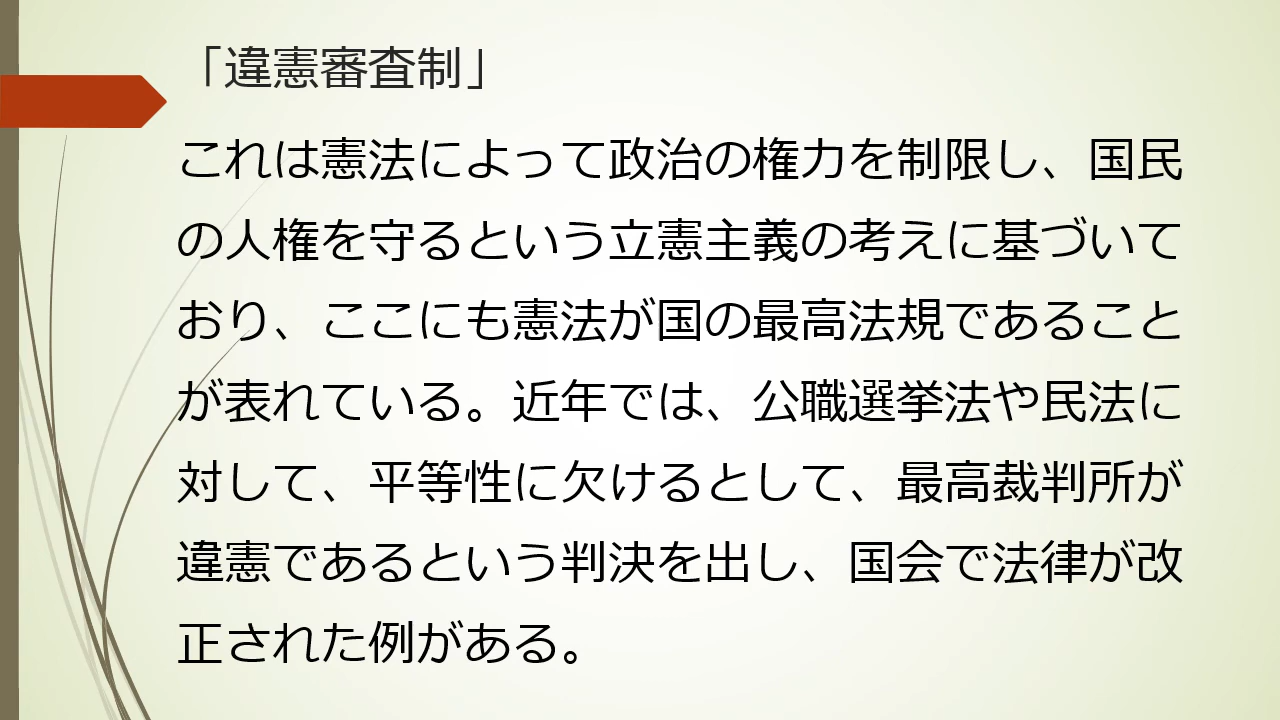 「違憲審査制」
これは憲法によって政治の権力を制限し、国民
の人権を守るという立憲主義の考えに基づいて
おり、ここにも憲法が国の最高法規であること
が表れている。近年では、公職選挙法や民法に
対して、平等性に欠けるとして、最高裁判所が
違憲であるという判決を出し、国会で法律が改
正された例がある。